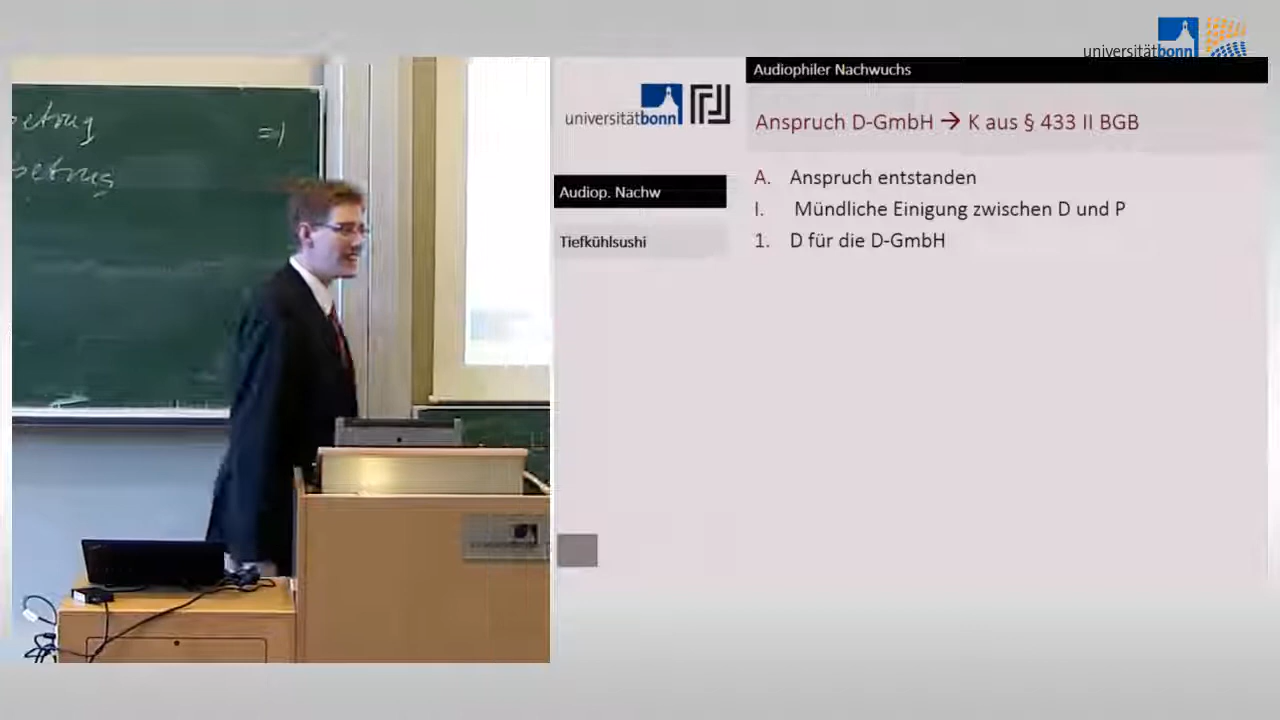 universitätbonn
Audiophiler Nachwuchs
universitätbonn
Anspruch D-GmbH → K aus § 433 II BGB
Audiop. Nachw
Tiefkühlsushi
A. Anspruch entstanden
I. Mündliche Einigung zwischen D und P
1. D für die D-GmbH
=)